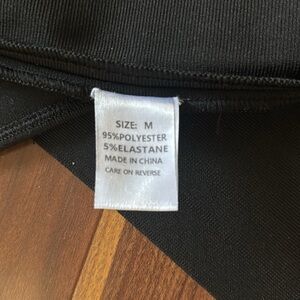 SIZE: M
95%POLYESTER
5%ELASTANE
MADE IN CHINA
CARE ON REVERSE